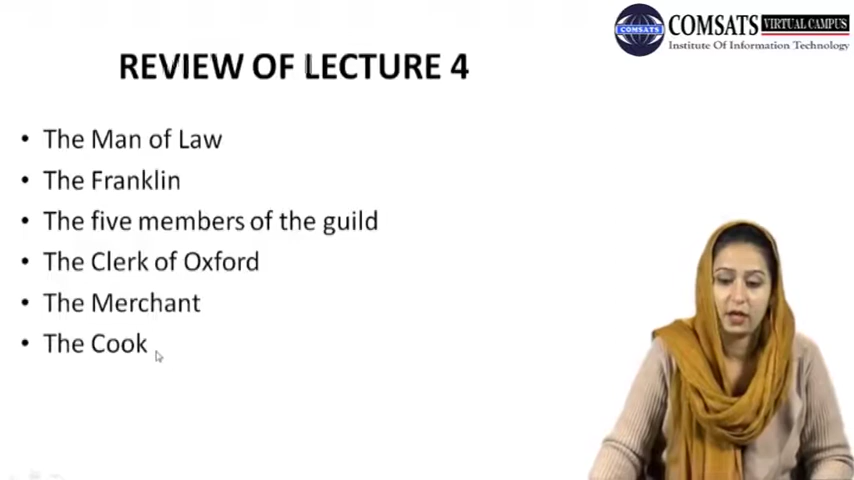 COMSATS VIRTUAL CAMPUS
Institute Of Information Technology
COMSATS
REVIEW OF LECTURE 4
• The Man of Law
• The Franklin
• The five members of the guild
• The Clerk of Oxford
• The Merchant
• The Cook